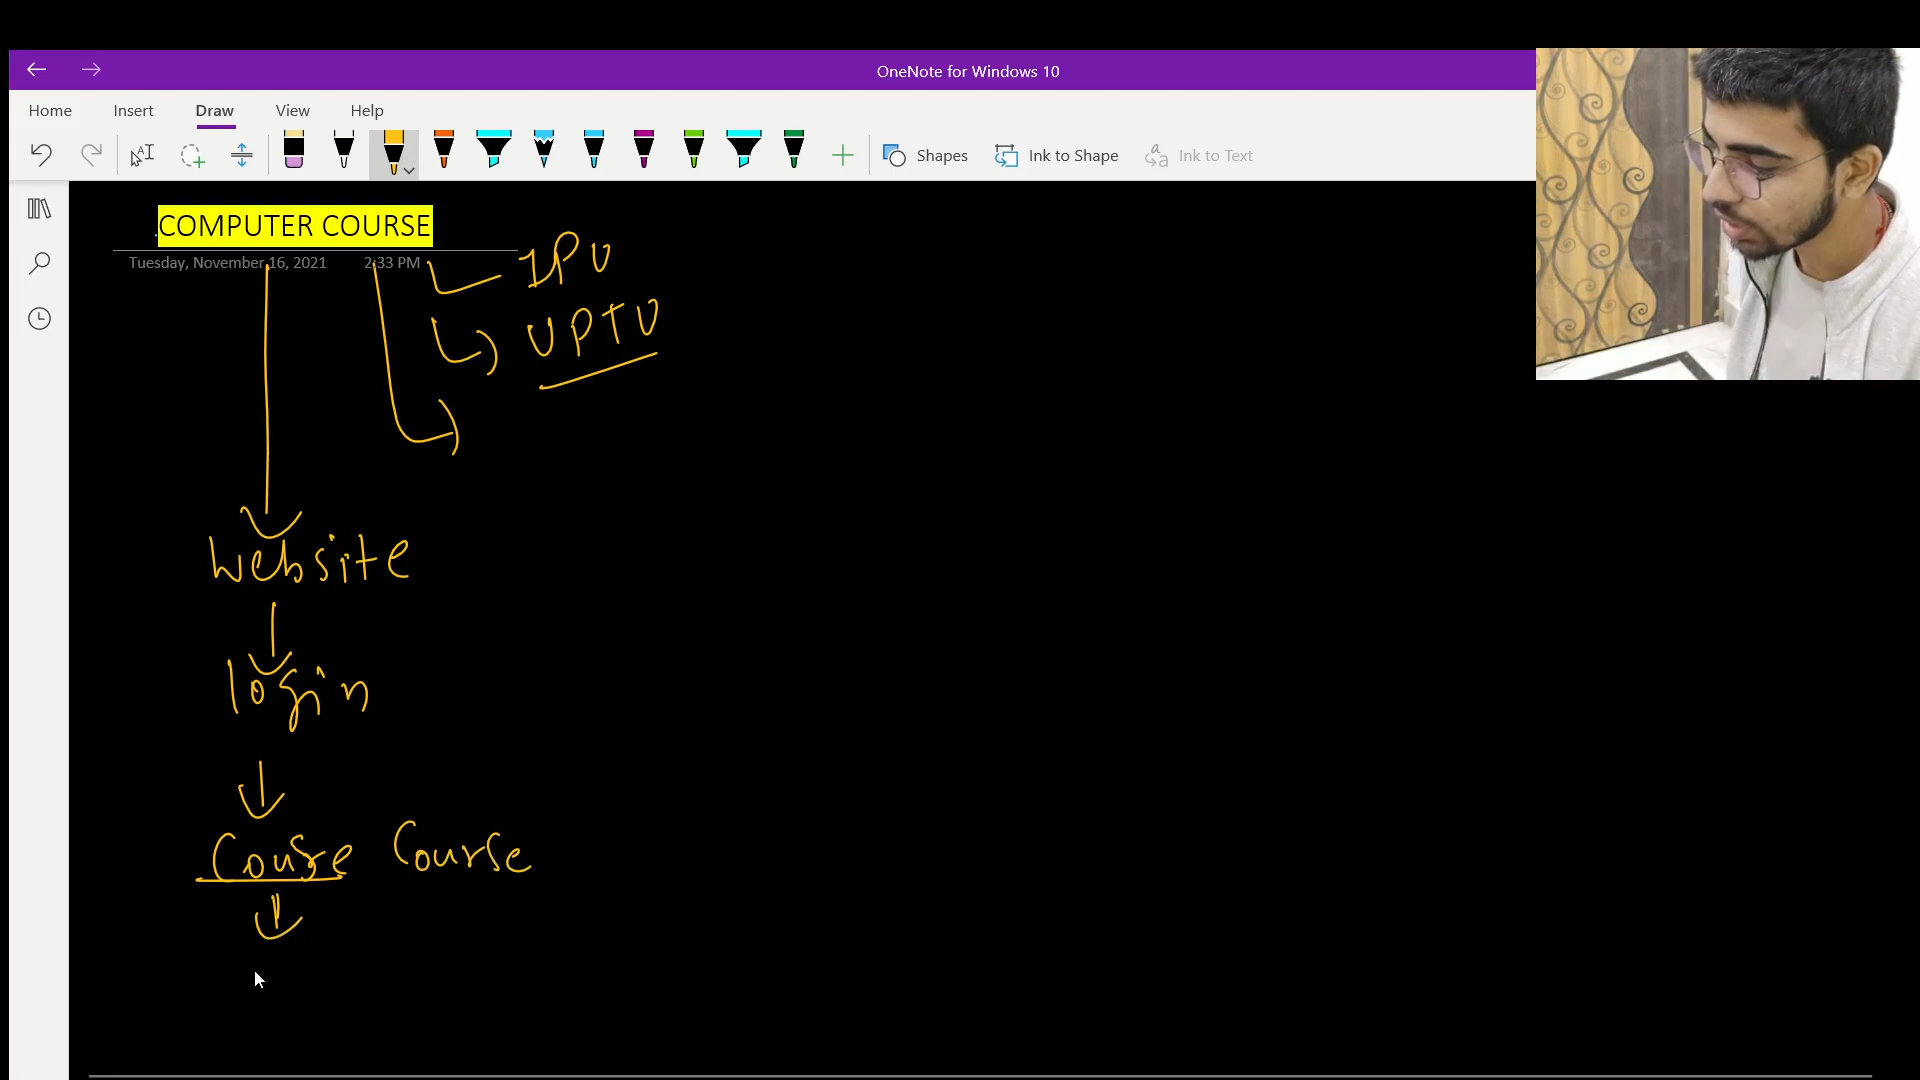 OneNote for Windows 10
Home Insert Draw View Help
Shapes Ink to Shape Ink to Text
COMPUTER COURSE
Tuesday, November 16, 2021 2:33 PM
IPU
UPTU
Website
login
Course Course